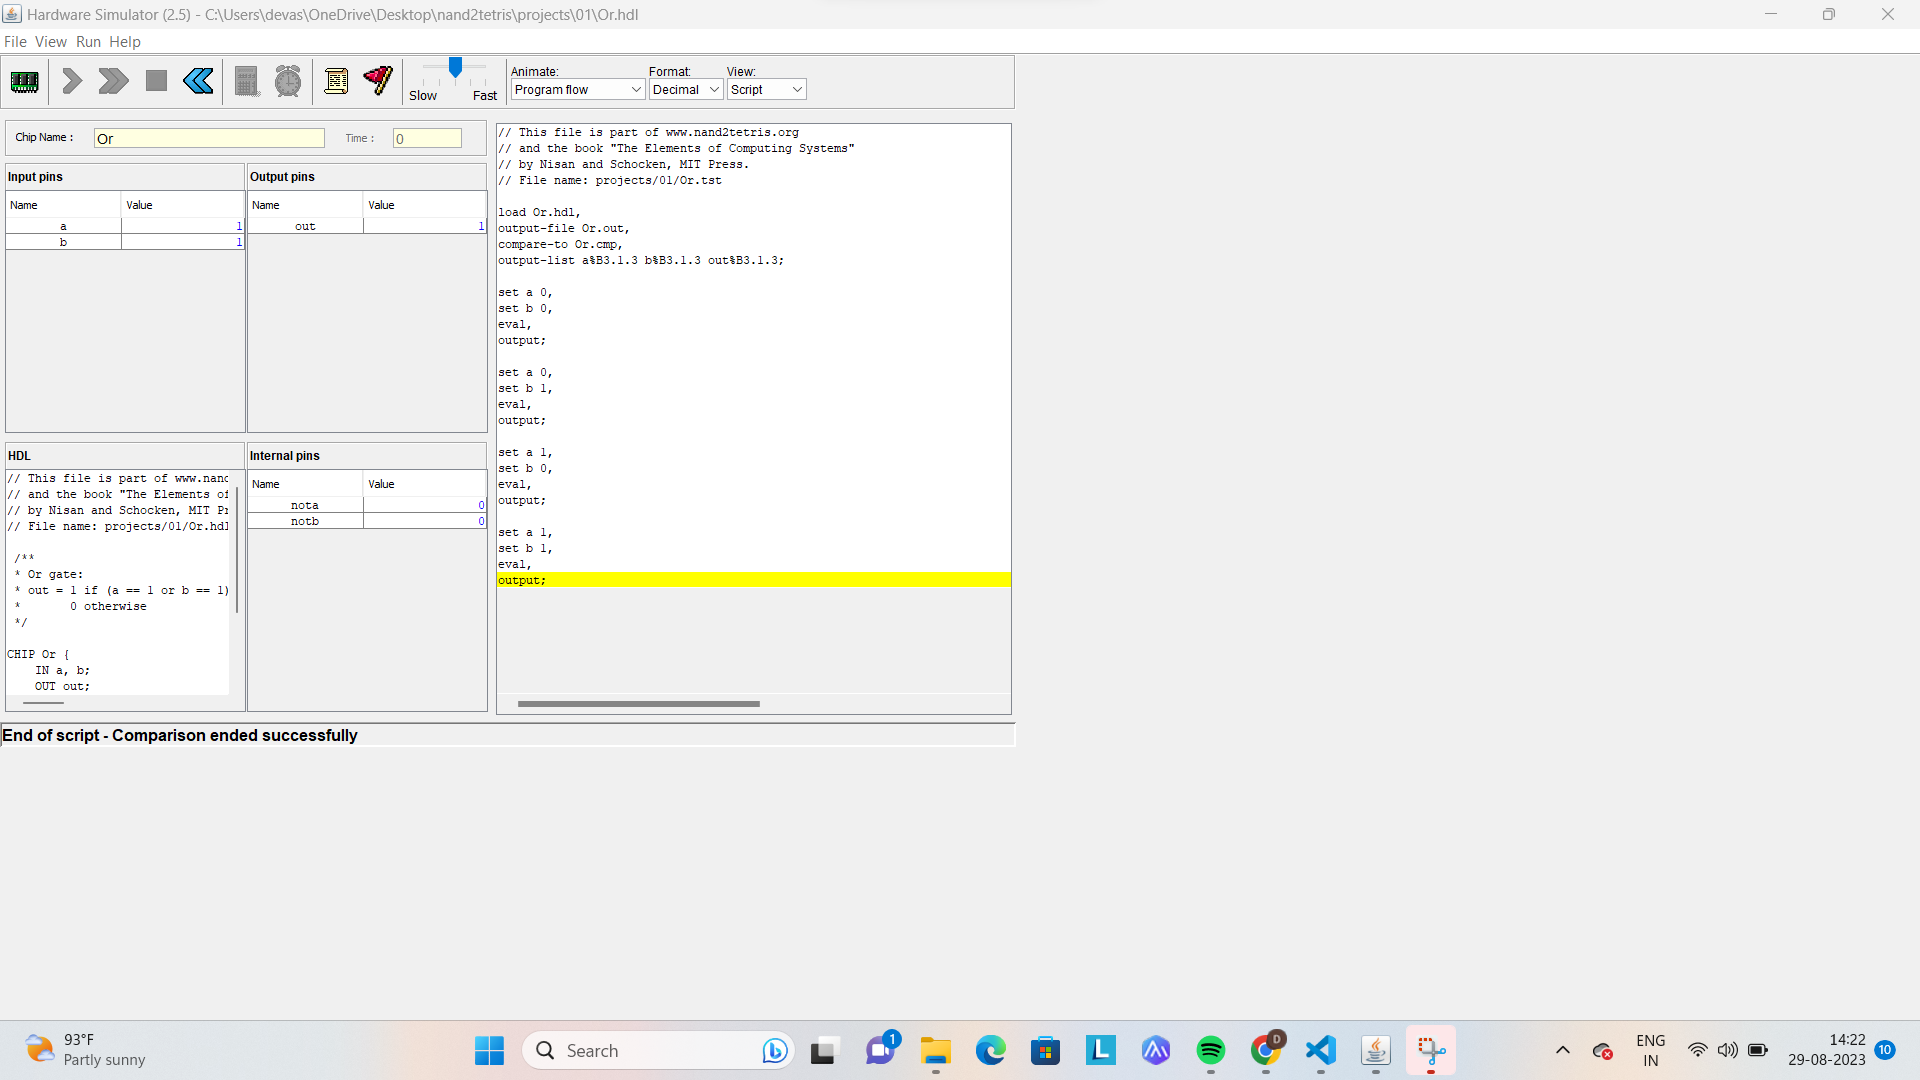 Hardware Simulator (2.5) - C:\Users\devas\OneDrive\Desktop\nand2tetris\projects\01\Or.hdl
File View Run Help
Slow Fast
Animate:
Program flow
Format:
Decimal
View:
Script
Chip Name : Or Time : 0
Input pins
Name Value
a 1
b 1
Output pins
Name Value
out 1
HDL
// This file is part of www.nand
// and the book "The Elements of
// by Nisan and Schocken, MIT Pr
// File name: projects/01/Or.hdl
/**
* Or gate:
* out = 1 if (a == 1 or b == 1)
* 0 otherwise
*/
CHIP Or {
IN a, b;
OUT out;
Internal pins
Name Value
nota 0
notb 0
// This file is part of www.nand2tetris.org
// and the book "The Elements of Computing Systems"
// by Nisan and Schocken, MIT Press.
// File name: projects/01/Or.tst
load Or.hdl,
output-file Or.out,
compare-to Or.cmp,
output-list a%B3.1.3 b%B3.1.3 out%B3.1.3;
set a 0,
set b 0,
eval,
output;
set a 0,
set b 1,
eval,
output;
set a 1,
set b 0,
eval,
output;
set a 1,
set b 1,
eval,
output;
End of script - Comparison ended successfully
93°F
Partly sunny
Search
1
L
D
ENG
IN
14:22
29-08-2023
10